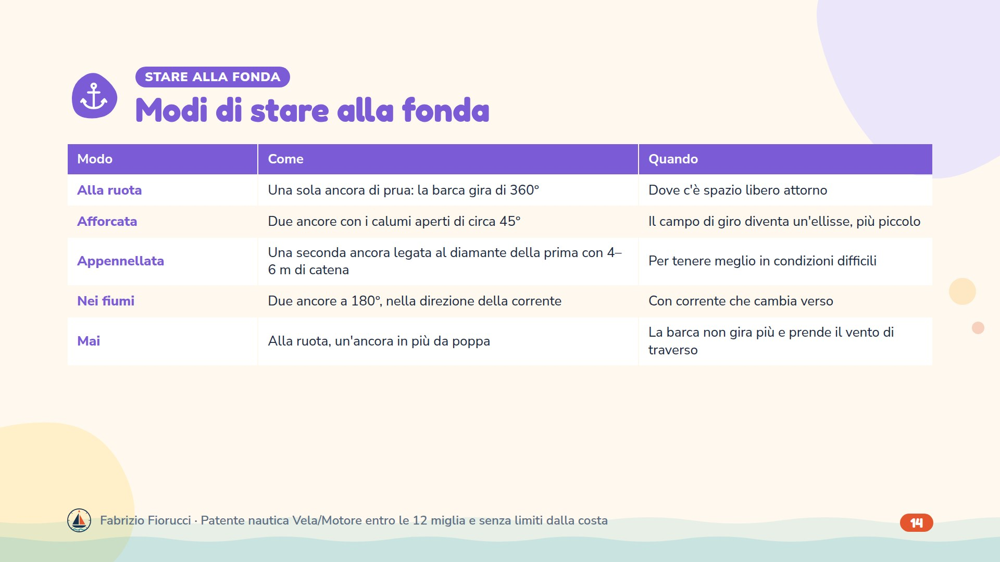 STARE ALLA FONDA
Modi di stare alla fonda
Modo Come Quando
Alla ruota Una sola ancora di prua: la barca gira di 360° Dove c'è spazio libero attorno
Afforcata Due ancore con i calumi aperti di circa 45° Il campo di giro diventa un'ellisse, più piccolo
Appennellata Una seconda ancora legata al diamante della prima con 4–
6 m di catena Per tenere meglio in condizioni difficili
Nei fiumi Due ancore a 180°, nella direzione della corrente Con corrente che cambia verso
Mai Alla ruota, un'ancora in più da poppa La barca non gira più e prende il vento di
traverso
Fabrizio Fiorucci · Patente nautica Vela/Motore entro le 12 miglia e senza limiti dalla costa
14